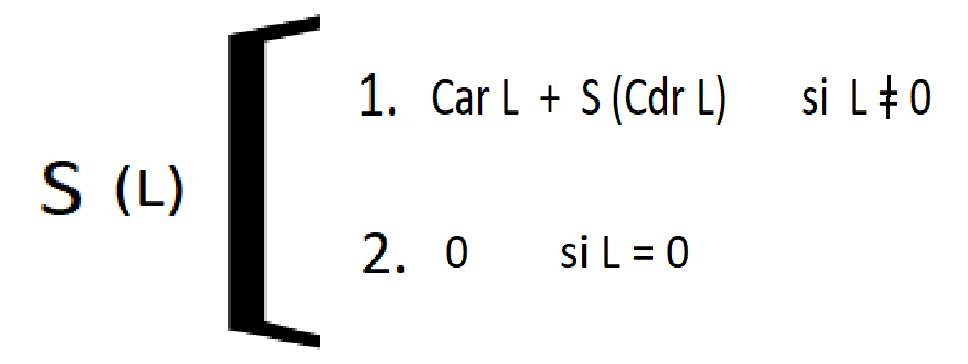 1. Car L + S (Cdr L) si L ‡ 0
S (L)
2. 0 si L = 0